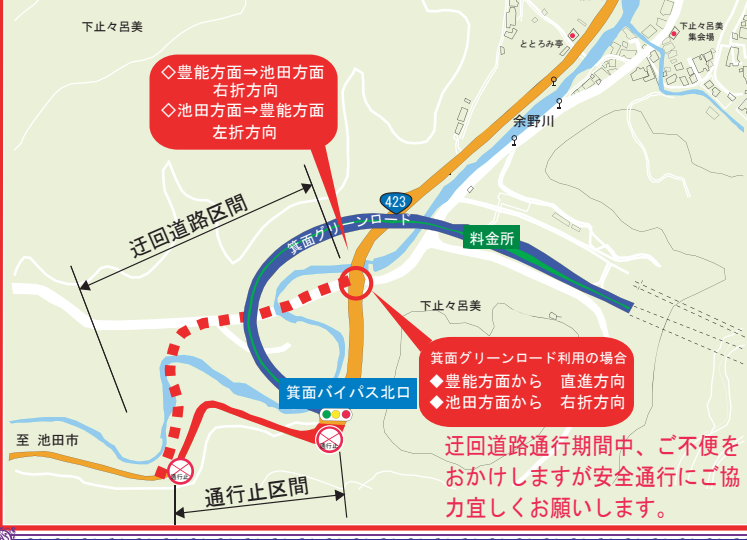 下止々呂美
ととろみ亭
下止々呂美
集会場
◇豊能方面⇒池田方面
右折方向
◇池田方面⇒豊能方面
左折方向
余野川
迂回道路区間
423
箕面グリーンロード
料金所
下止々呂美
箕面グリーンロード利用の場合
◆豊能方面から 直進方向
◆池田方面から 右折方向
箕面バイパス北口
至 池田市
通行止
通行止
通行止区間
迂回道路通行期間中、ご不便を
おかけしますが安全通行にご協
力宜しくお願いします。